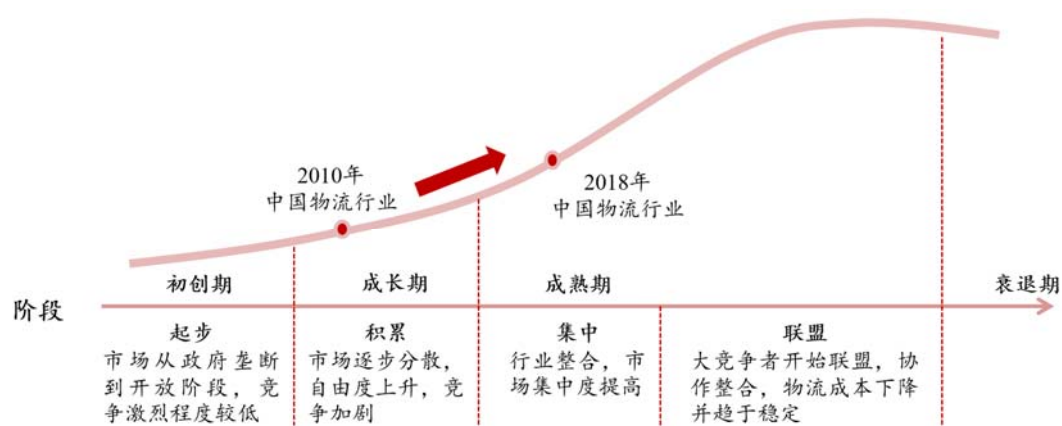 2010年
中国物流行业
2018年
中国物流行业
阶段
初创期
成长期
成熟期
衰退期
起步
市场从政府垄断
到开放阶段，竞
争激烈程度较低
积累
市场逐步分散，
自由度上升，竞
争加剧
集中
行业整合，市
场集中度提高
联盟
大竞争者开始联盟，协
作整合，物流成本下降
并趋于稳定